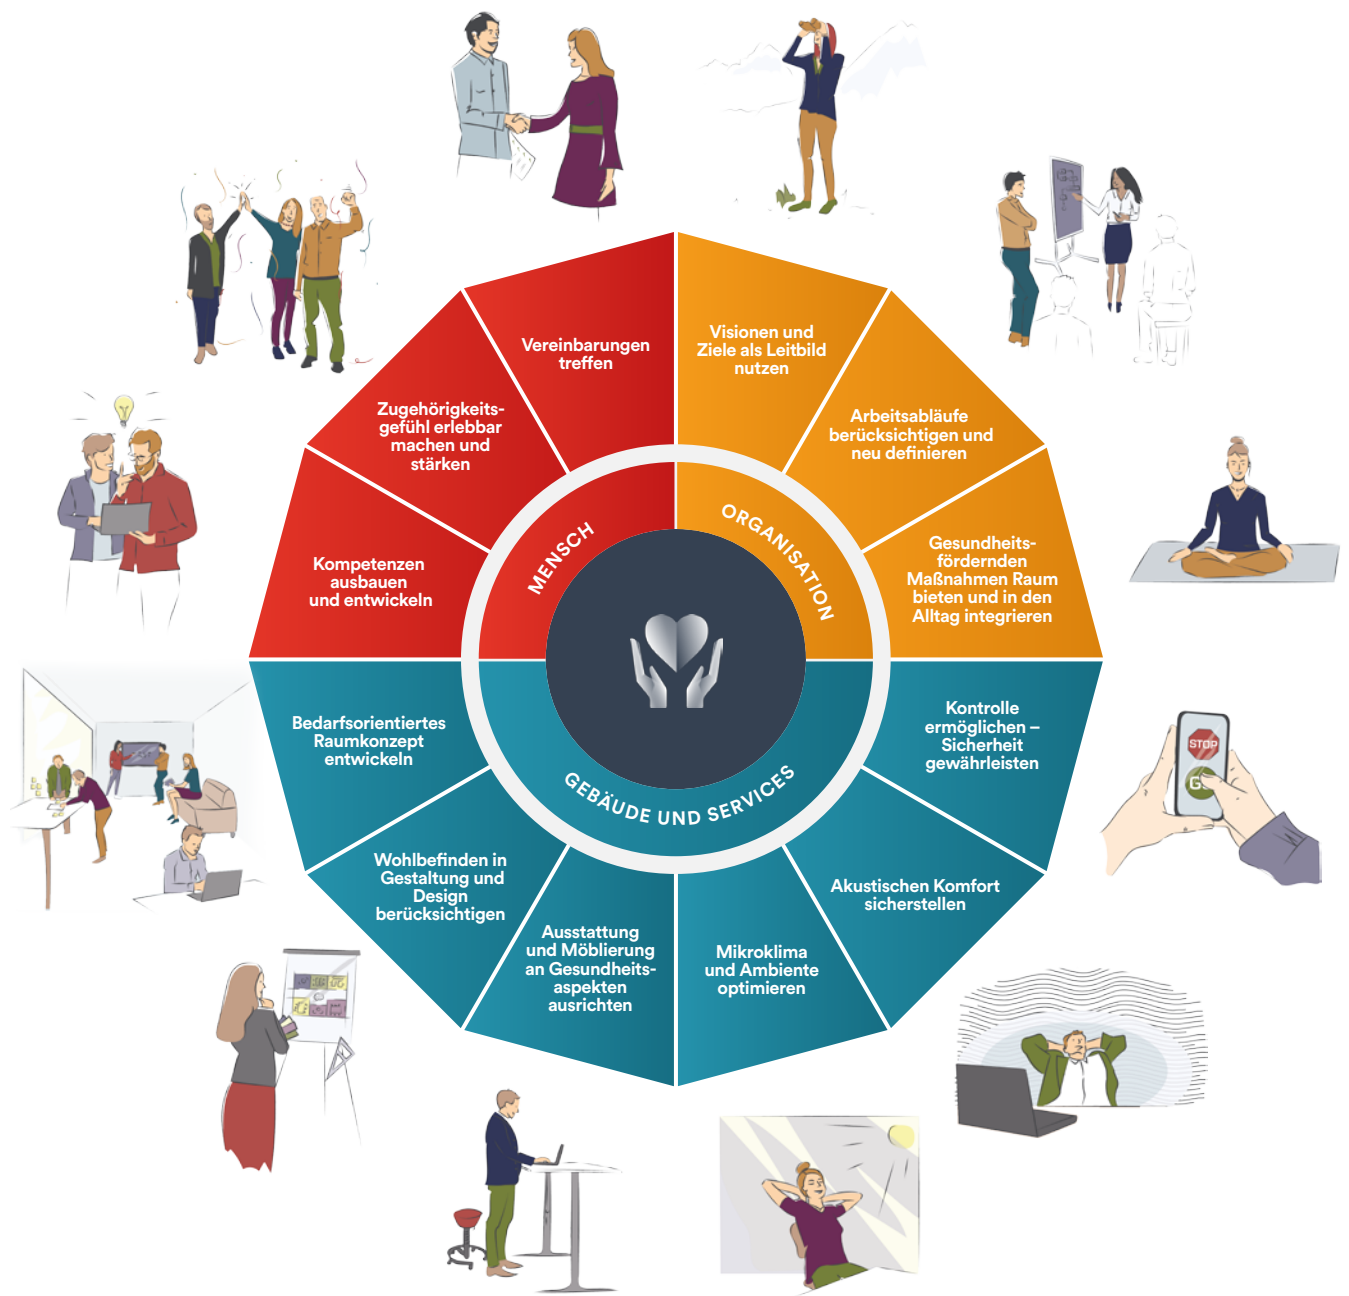 Vereinbarungen
treffen
Visionen und
Ziele als Leitbild
nutzen
Arbeitsabläufe
berücksichtigen und
neu definieren
Gesundheits-
fördernden
Maßnahmen Raum
bieten und in den
Alltag integrieren
Kontrolle
ermöglichen –
Sicherheit
gewährleisten
Akustischen Komfort
sicherstellen
Mikroklima
und Ambiente
optimieren
Ausstattung
und Möblierung
an Gesundheits-
aspekten
ausrichten
Wohlbefinden in
Gestaltung und
Design
berücksichtigen
Bedarfsorientiertes
Raumkonzept
entwickeln
Kompetenzen
ausbauen
und entwickeln
Zugehörigkeits-
gefühl erlebbar
machen und
stärken
MENSCH
ORGANISATION
GEBÄUDE UND SERVICES
STOP